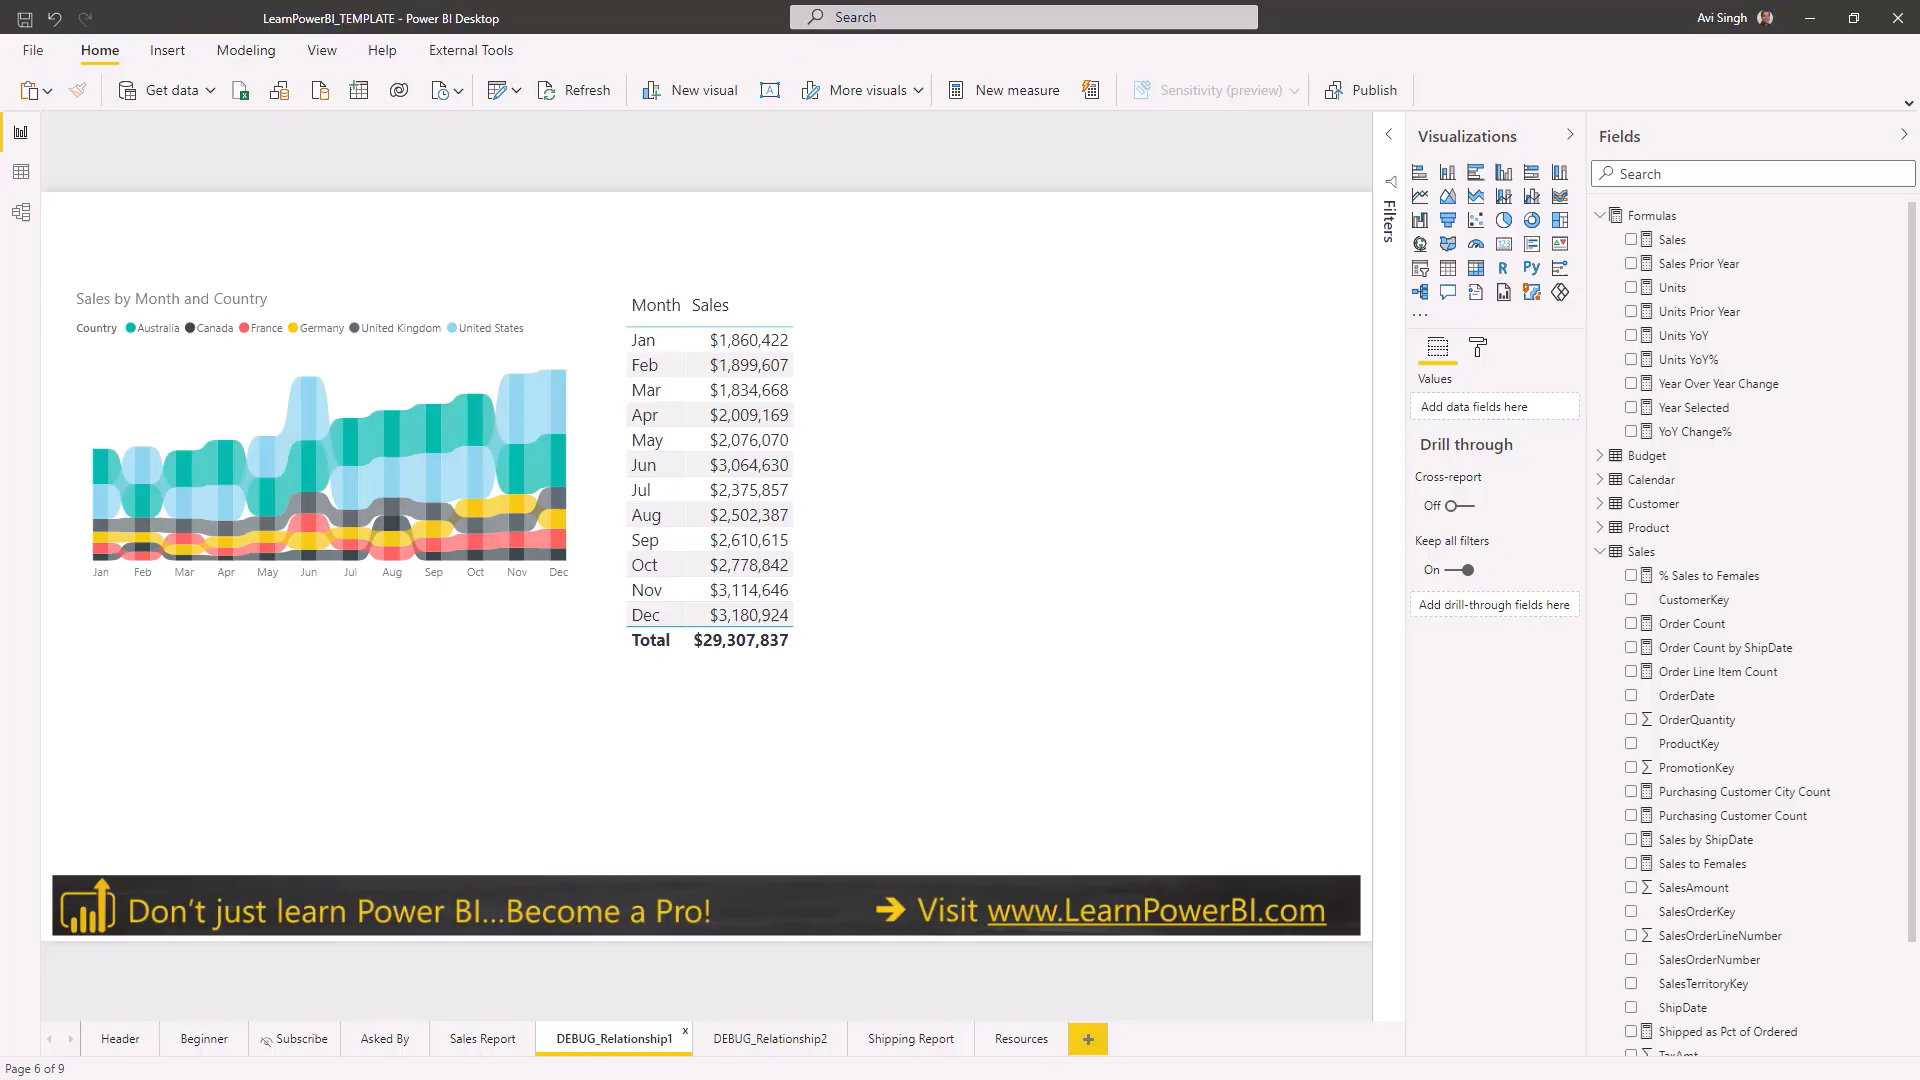 LearnPowerBI_TEMPLATE - Power BI Desktop
Search
Avi Singh
File Home Insert Modeling View Help External Tools
Get data Refresh New visual More visuals New measure Sensitivity (preview) Publish
Sales by Month and Country
Country Australia Canada France Germany United Kingdom United States
Jan Feb Mar Apr May Jun Jul Aug Sep Oct Nov Dec
Month Sales
Jan $1,860,422
Feb $1,899,607
Mar $1,834,668
Apr $2,009,169
May $2,076,070
Jun $3,064,630
Jul $2,375,857
Aug $2,502,387
Sep $2,610,615
Oct $2,778,842
Nov $3,114,646
Dec $3,180,924
Total $29,307,837
Don't just learn Power BI...Become a Pro!
Visit www.LearnPowerBI.com
Filters
Visualizations
R Py
Values
Add data fields here
Drill through
Cross-report
Off
Keep all filters
On
Add drill-through fields here
Fields
Search
Formulas
Sales
Sales Prior Year
Units
Units Prior Year
Units YoY
Units YoY%
Year Over Year Change
Year Selected
YoY Change%
Budget
Calendar
Customer
Product
Sales
% Sales to Females
CustomerKey
Order Count
Order Count by ShipDate
Order Line Item Count
OrderDate
OrderQuantity
ProductKey
PromotionKey
Purchasing Customer City Count
Purchasing Customer Count
Sales by ShipDate
Sales to Females
SalesAmount
SalesOrderKey
SalesOrderLineNumber
SalesOrderNumber
SalesTerritoryKey
ShipDate
Shipped as Pct of Ordered
TaxAmt
Header Beginner Subscribe Asked By Sales Report DEBUG_Relationship1 x DEBUG_Relationship2 Shipping Report Resources +
Page 6 of 9